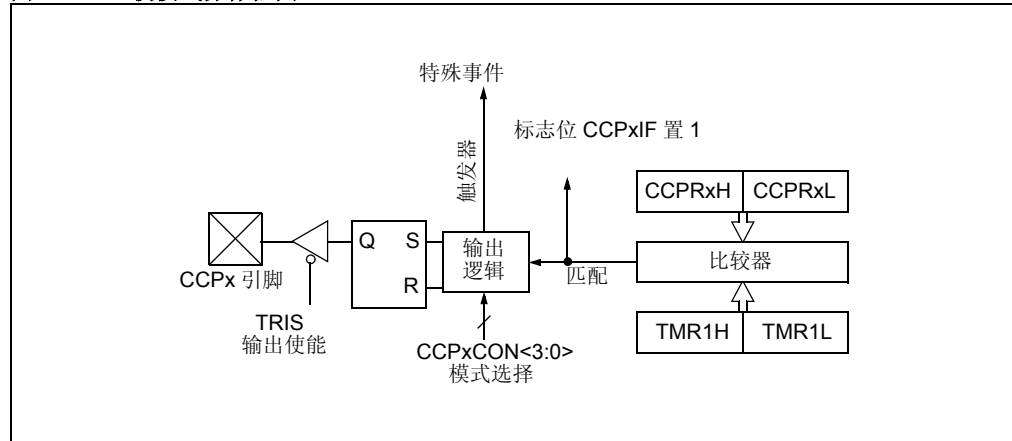 特殊事件
标志位 CCPxIF 置 1
触发器
CCPRxH CCPRxL
Q S
R
输出
逻辑
匹配
比较器
CCPx 引脚
TRIS
输出使能
TMR1H TMR1L
CCPxCON<3:0>
模式选择